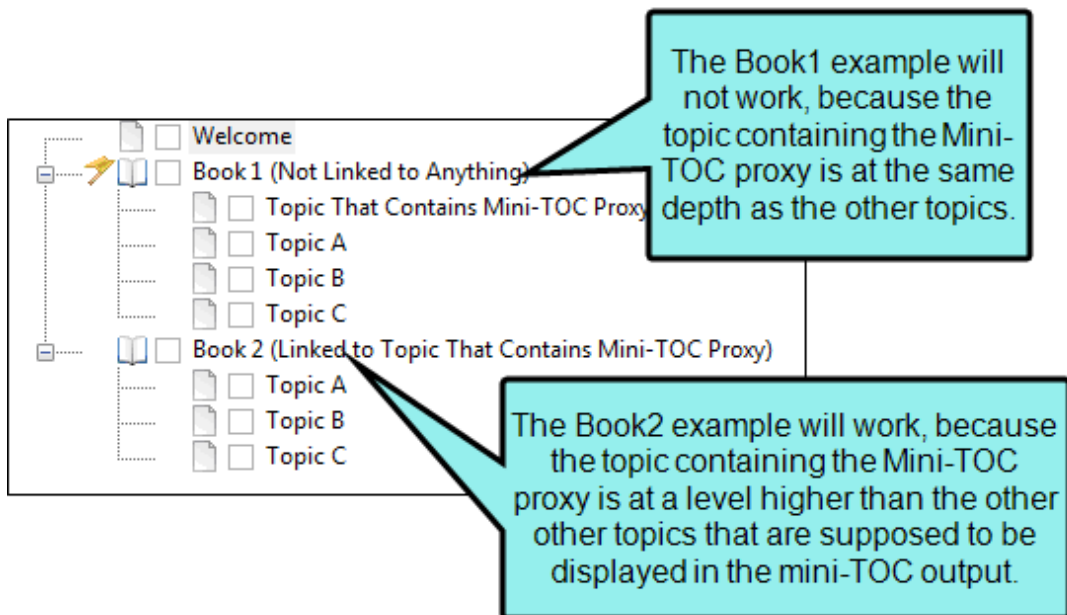 The Book1 example will
not work, because the
topic containing the Mini-
TOC proxy is at the same
depth as the other topics.
Welcome
Book 1 (Not Linked to Anything)
Topic That Contains Mini-TOC Proxy
Topic A
Topic B
Topic C
Book 2 (Linked to Topic That Contains Mini-TOC Proxy)
Topic A
Topic B
Topic C
The Book2 example will work, because
the topic containing the Mini-TOC
proxy is at a level higher than the other
other topics that are supposed to be
displayed in the mini-TOC output.